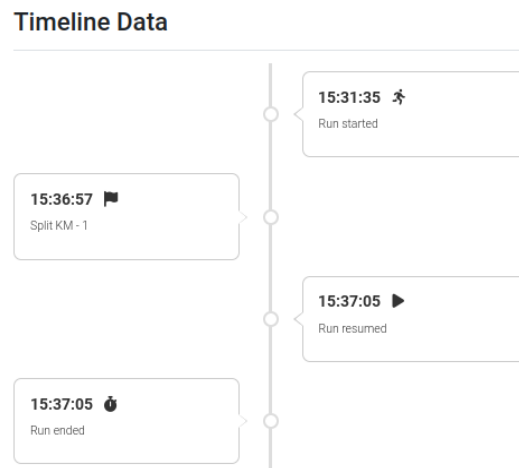 Timeline Data
15:31:35
Run started
15:36:57
Split KM - 1
15:37:05
Run resumed
15:37:05
Run ended